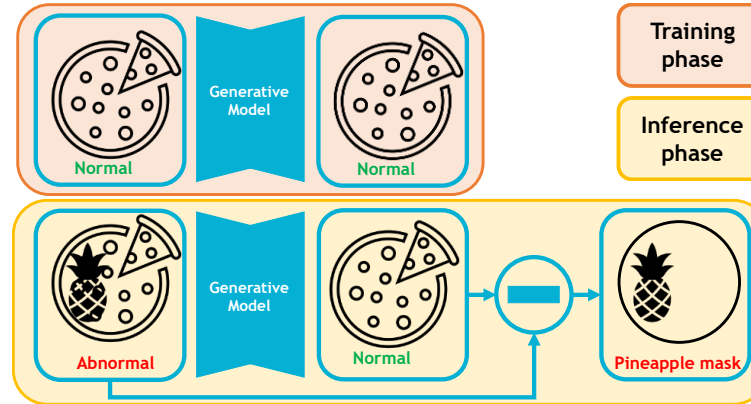 Generative
Model
Normal
Normal
Training
phase
Inference
phase
Generative
Model
Abnormal
Normal
Pineapple mask